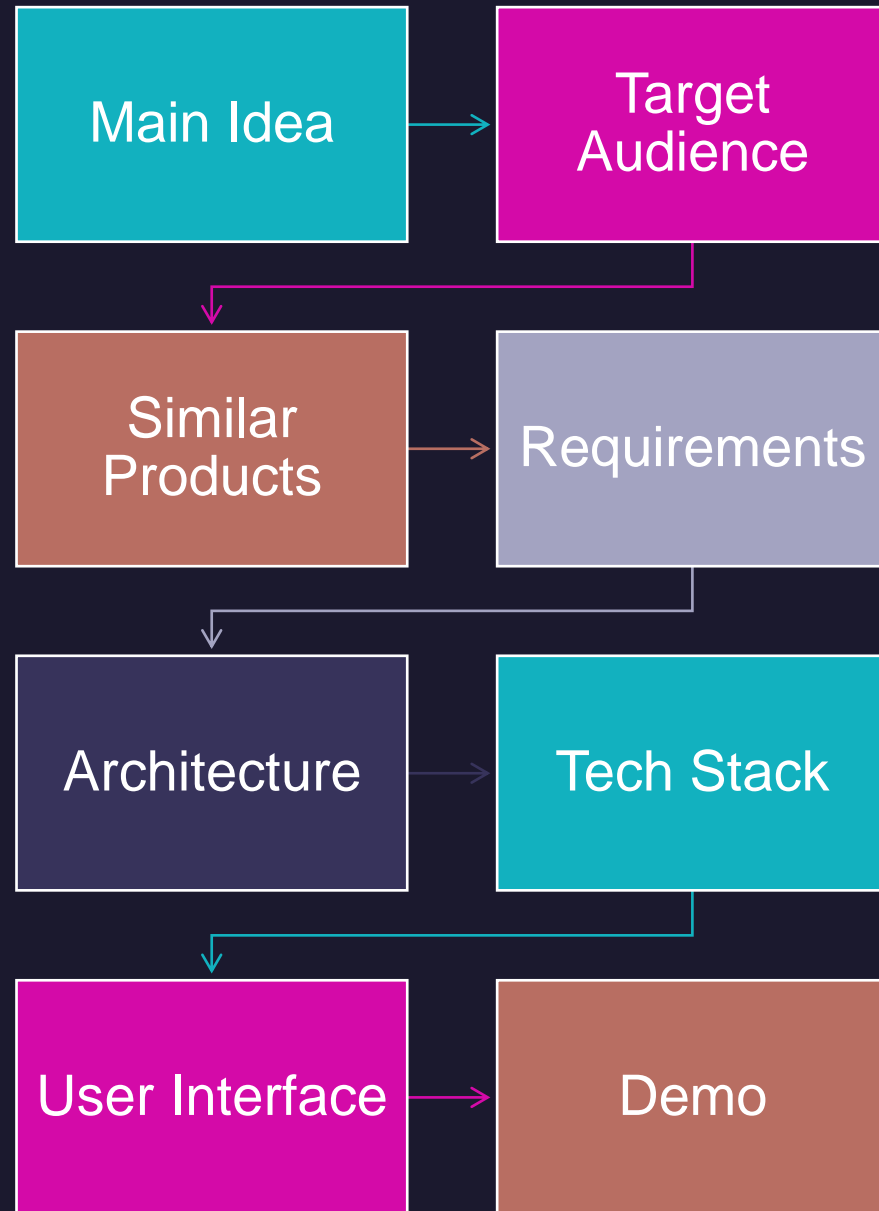 Main Idea
Target
Audience
Similar
Products
Requirements
Architecture
Tech Stack
User Interface
Demo